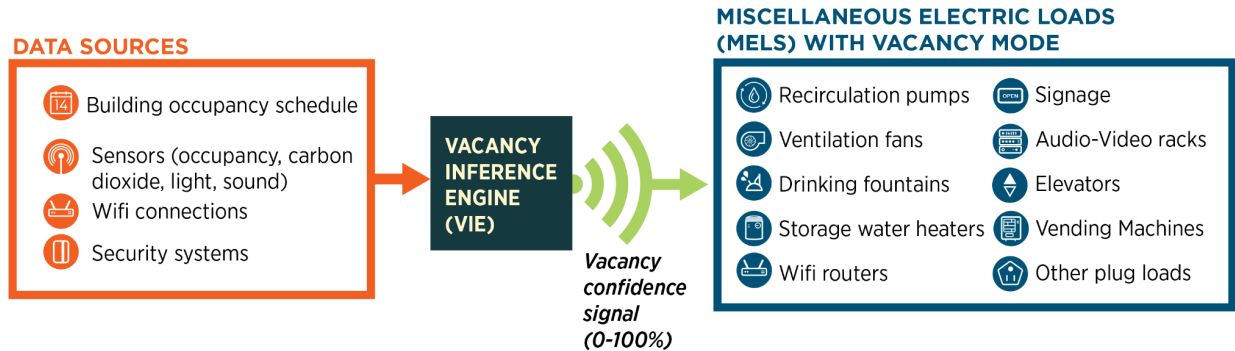 DATA SOURCES
14
Building occupancy schedule
Sensors (occupancy, carbon
dioxide, light, sound)
Wifi connections
Security systems
VACANCY
INFERENCE
ENGINE
(VIE)
Vacancy
confidence
signal
(0-100%)
MISCELLANEOUS ELECTRIC LOADS
(MELS) WITH VACANCY MODE
Recirculation pumps
Ventilation fans
Drinking fountains
Storage water heaters
Wifi routers
OPEN
Signage
Audio-Video racks
Elevators
Vending Machines
Other plug loads